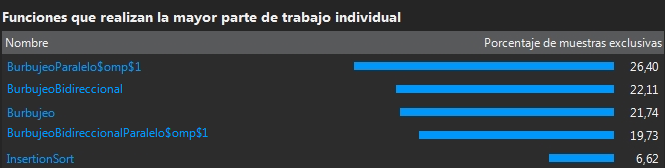 Funciones que realizan la mayor parte de trabajo individual
Nombre Porcentaje de muestras exclusivas
BurbujeoParalelo$omp$1 26,40
BurbujeoBidireccional 22,11
Burbujeo 21,74
BurbujeoBidireccionalParalelo$omp$1 19,73
InsertionSort 6,62